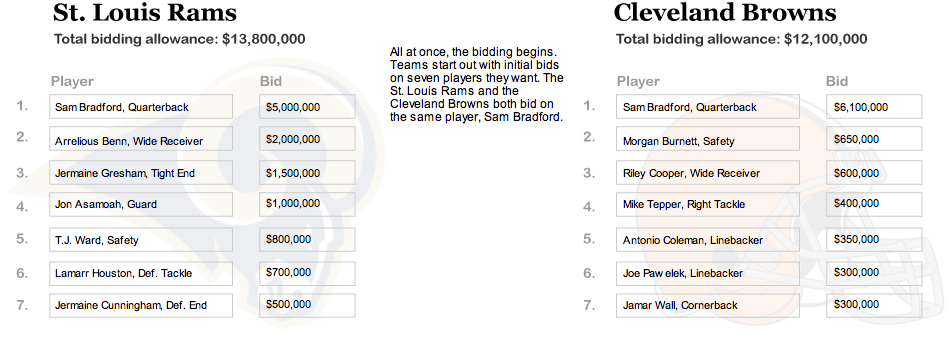 St. Louis Rams
Total bidding allowance: $13,800,000
Player Bid
1. Sam Bradford, Quarterback $5,000,000
2. Arrelious Benn, Wide Receiver $2,000,000
3. Jermaine Gresham, Tight End $1,500,000
4. Jon Asamoah, Guard $1,000,000
5. T.J. Ward, Safety $800,000
6. Lamarr Houston, Def. Tackle $700,000
7. Jermaine Cunningham, Def. End $500,000
All at once, the bidding begins.
Teams start out with initial bids
on seven players they want. The
St. Louis Rams and the
Cleveland Browns both bid on
the same player, Sam Bradford.
Cleveland Browns
Total bidding allowance: $12,100,000
Player Bid
1. Sam Bradford, Quarterback $6,100,000
2. Morgan Burnett, Safety $650,000
3. Riley Cooper, Wide Receiver $600,000
4. Mike Tepper, Right Tackle $400,000
5. Antonio Coleman, Linebacker $350,000
6. Joe Pawelek, Linebacker $300,000
7. Jamar Wall, Cornerback $300,000